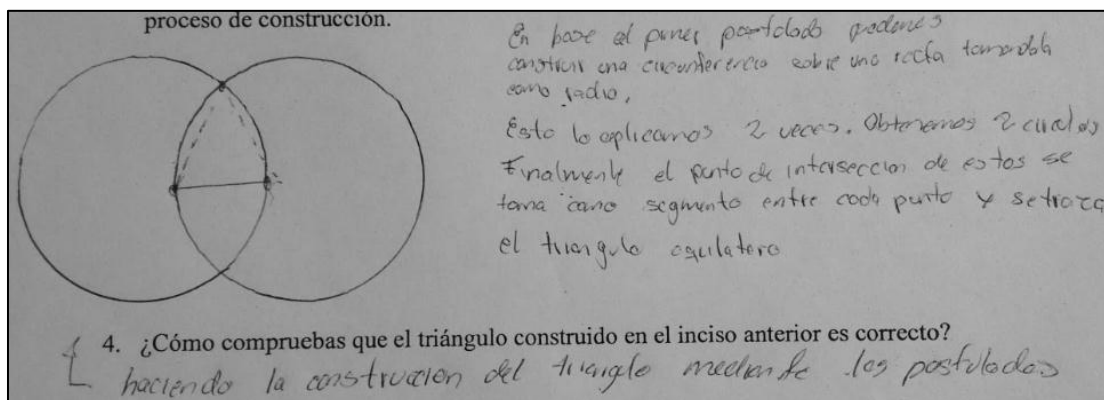 proceso de construcción.
En base al primer postulado podemos
construir una circunferencia sobre una recta tomandola
como radio,
Esto lo aplicamos 2 veces. Obtenemos 2 circulos
Finalmente el punto de interseccion de estos se
toma como segmento entre cada punto y se traza
el triangulo equilatero
4. ¿Cómo compruebas que el triángulo construido en el inciso anterior es correcto?
haciendo la construccion del triangulo mediante los postulados